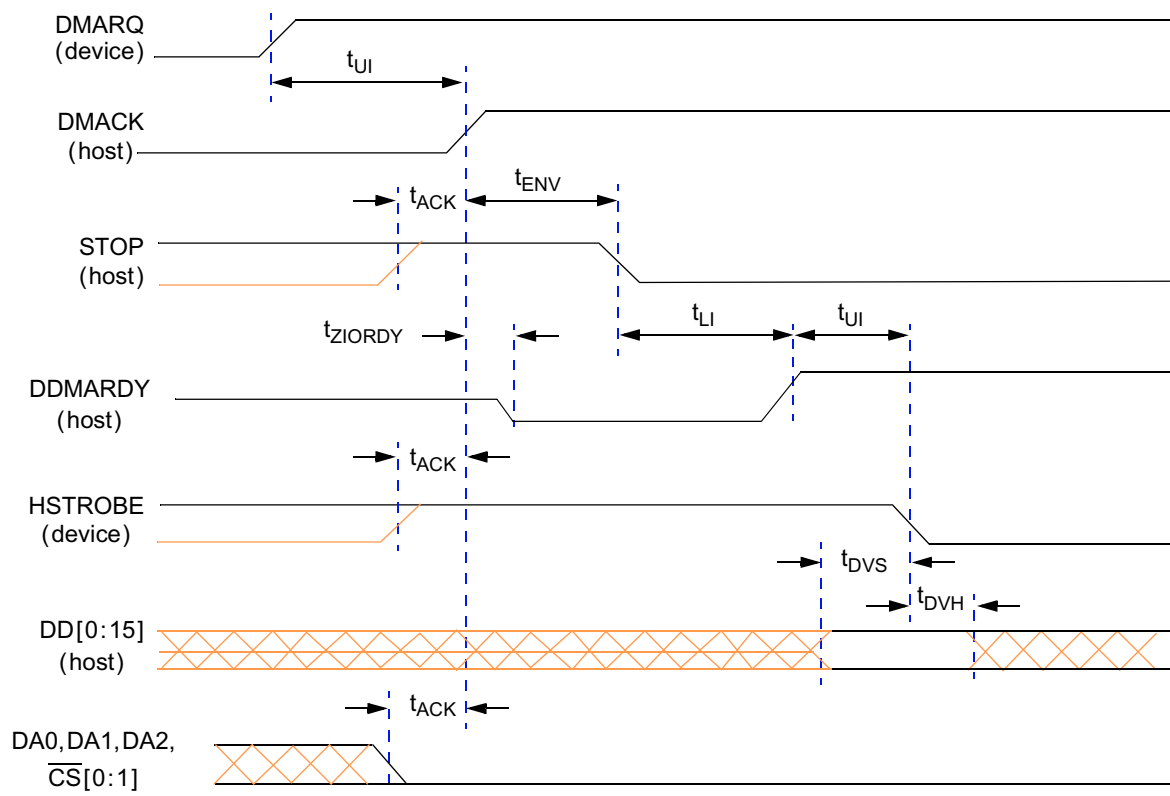 DMARQ
(device)
tUI
DMACK
(host)
tACK
tENV
STOP
(host)
tZIORDY
tLI
tUI
DDMARDY
(host)
tACK
HSTROBE
(device)
tDVS
tDVH
DD[0:15]
(host)
tACK
DA0,DA1,DA2,
CS[0:1]